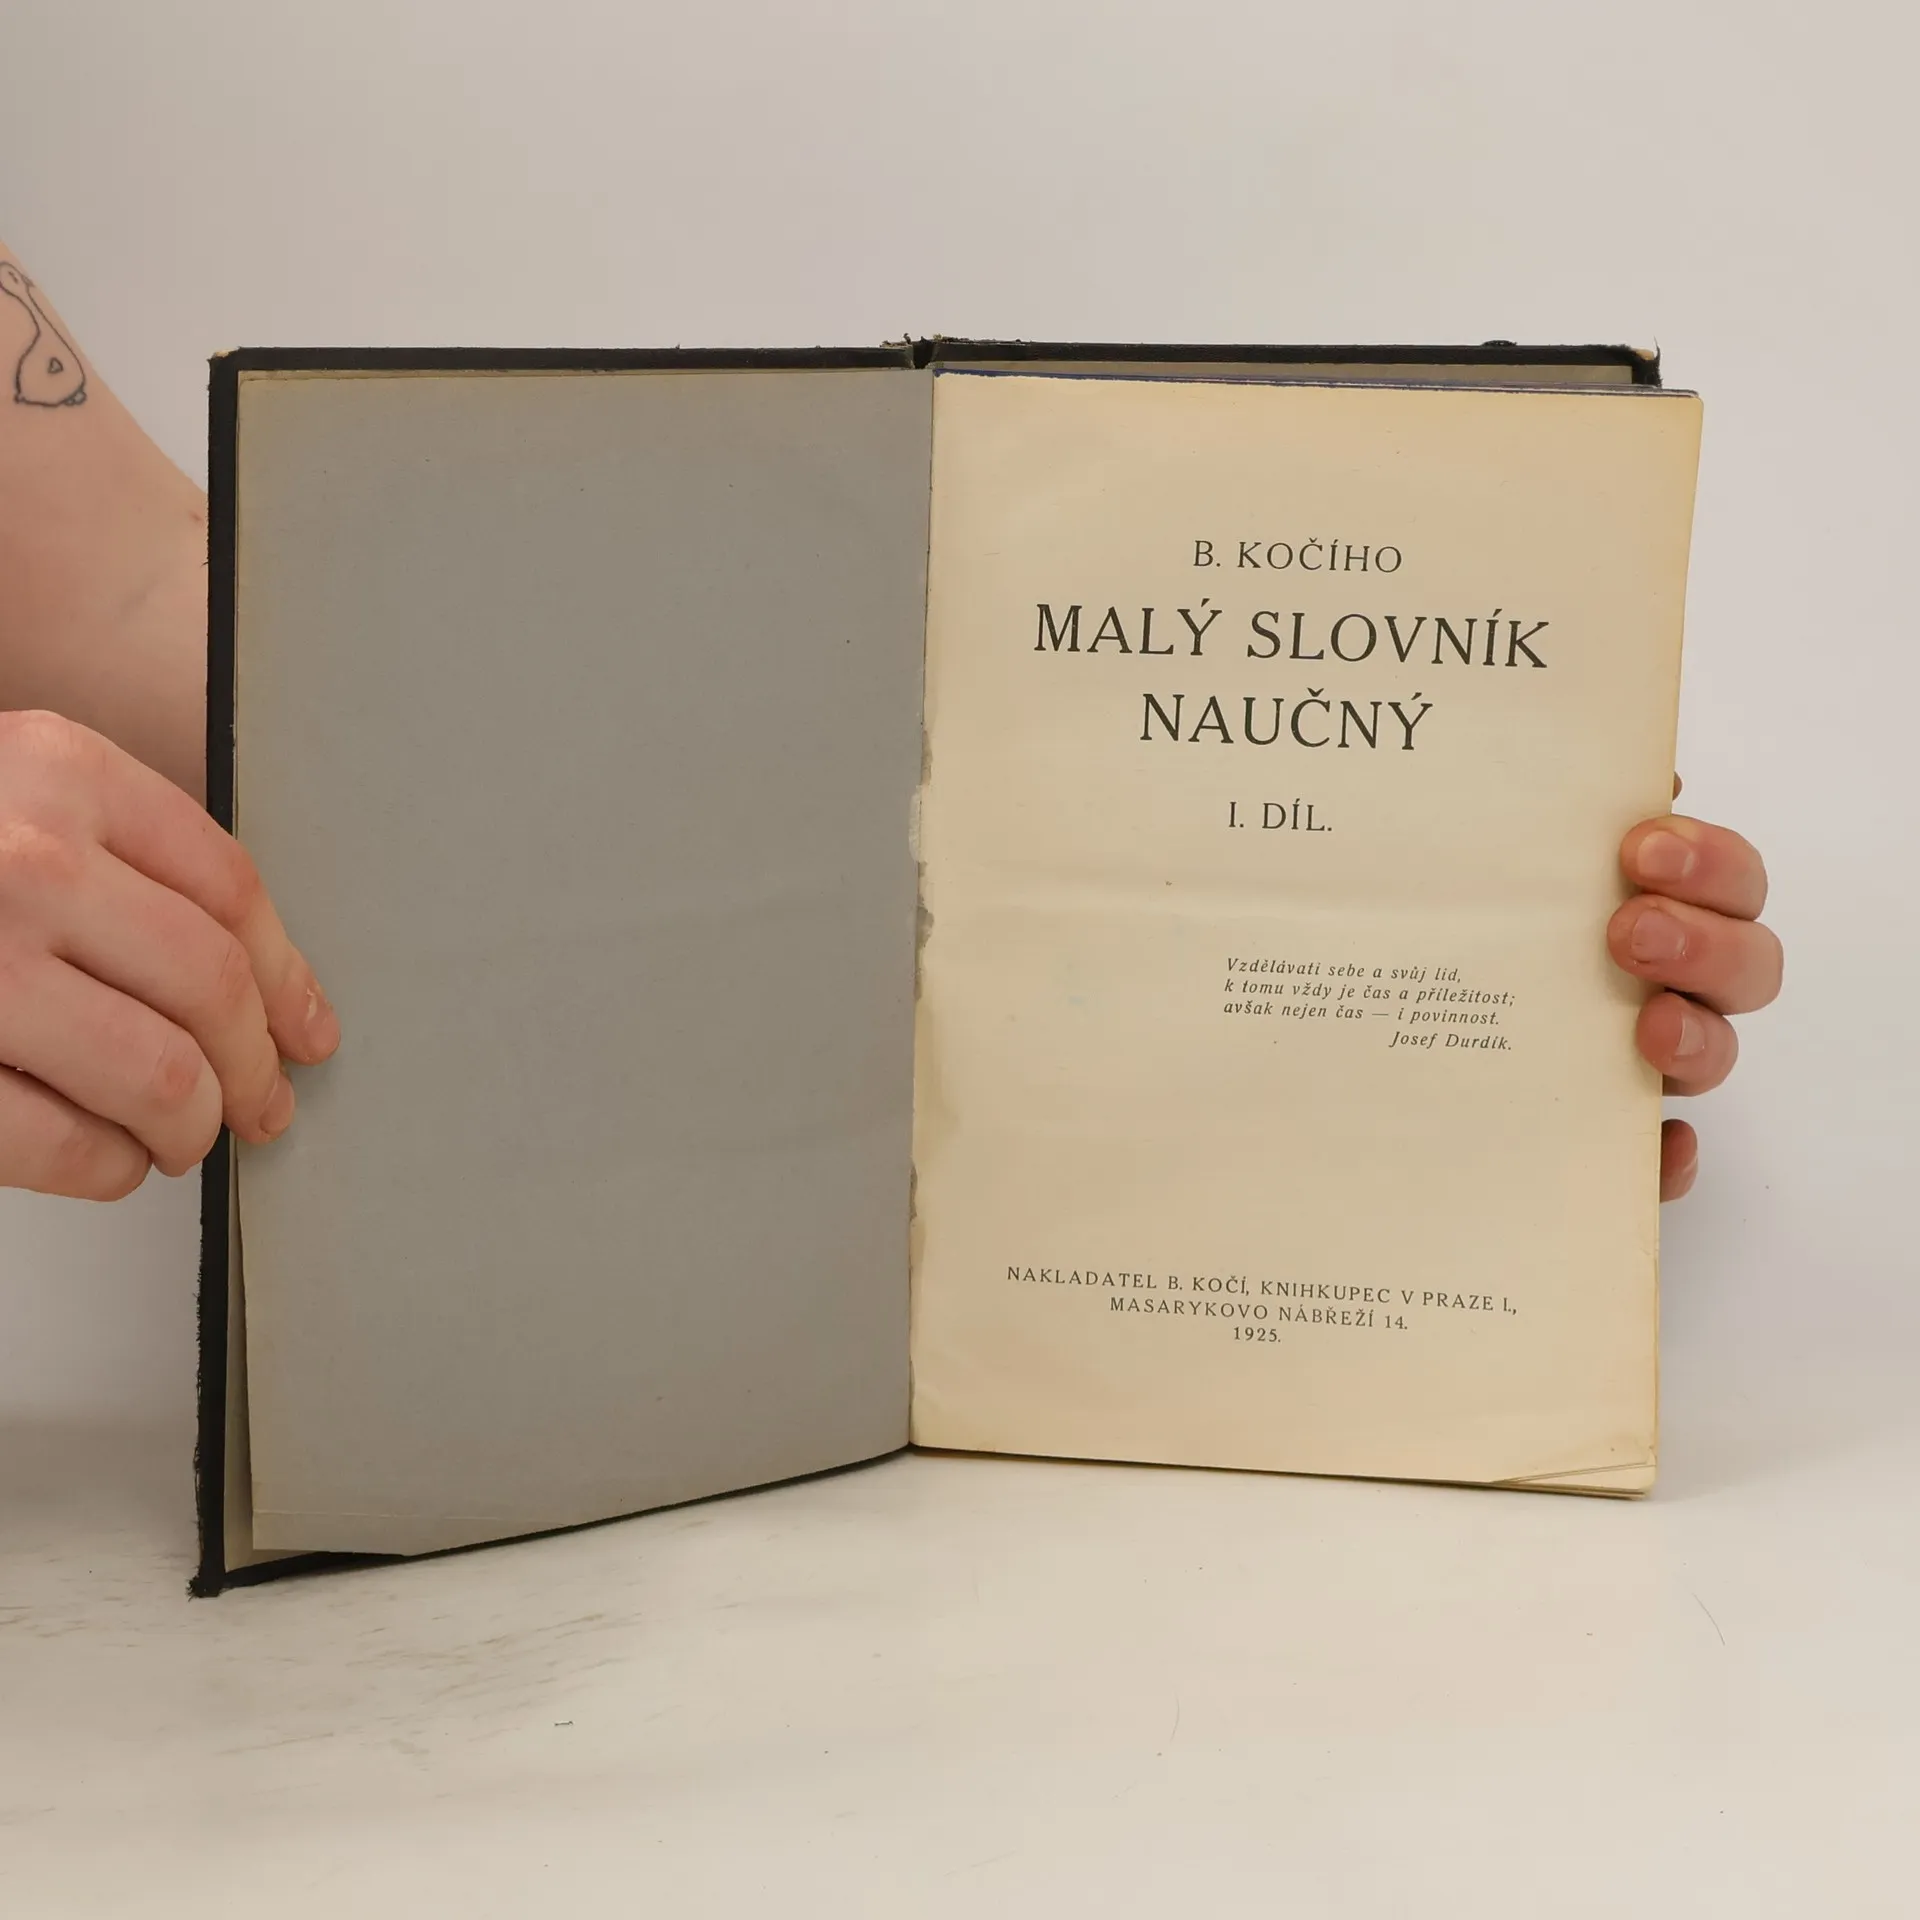 B. KOČÍHO
MALÝ SLOVNÍK
NAUČNÝ
I. DÍL.
Vzdělávati sebe a svůj lid,
k tomu vždy je čas a příležitost;
avšak nejen čas — i povinnost.
Josef Durdík.
NAKLADATEL B. KOČÍ, KNIHKUPEC V PRAZE I.,
MASARYKOVO NÁBŘEŽÍ 14.
1925.